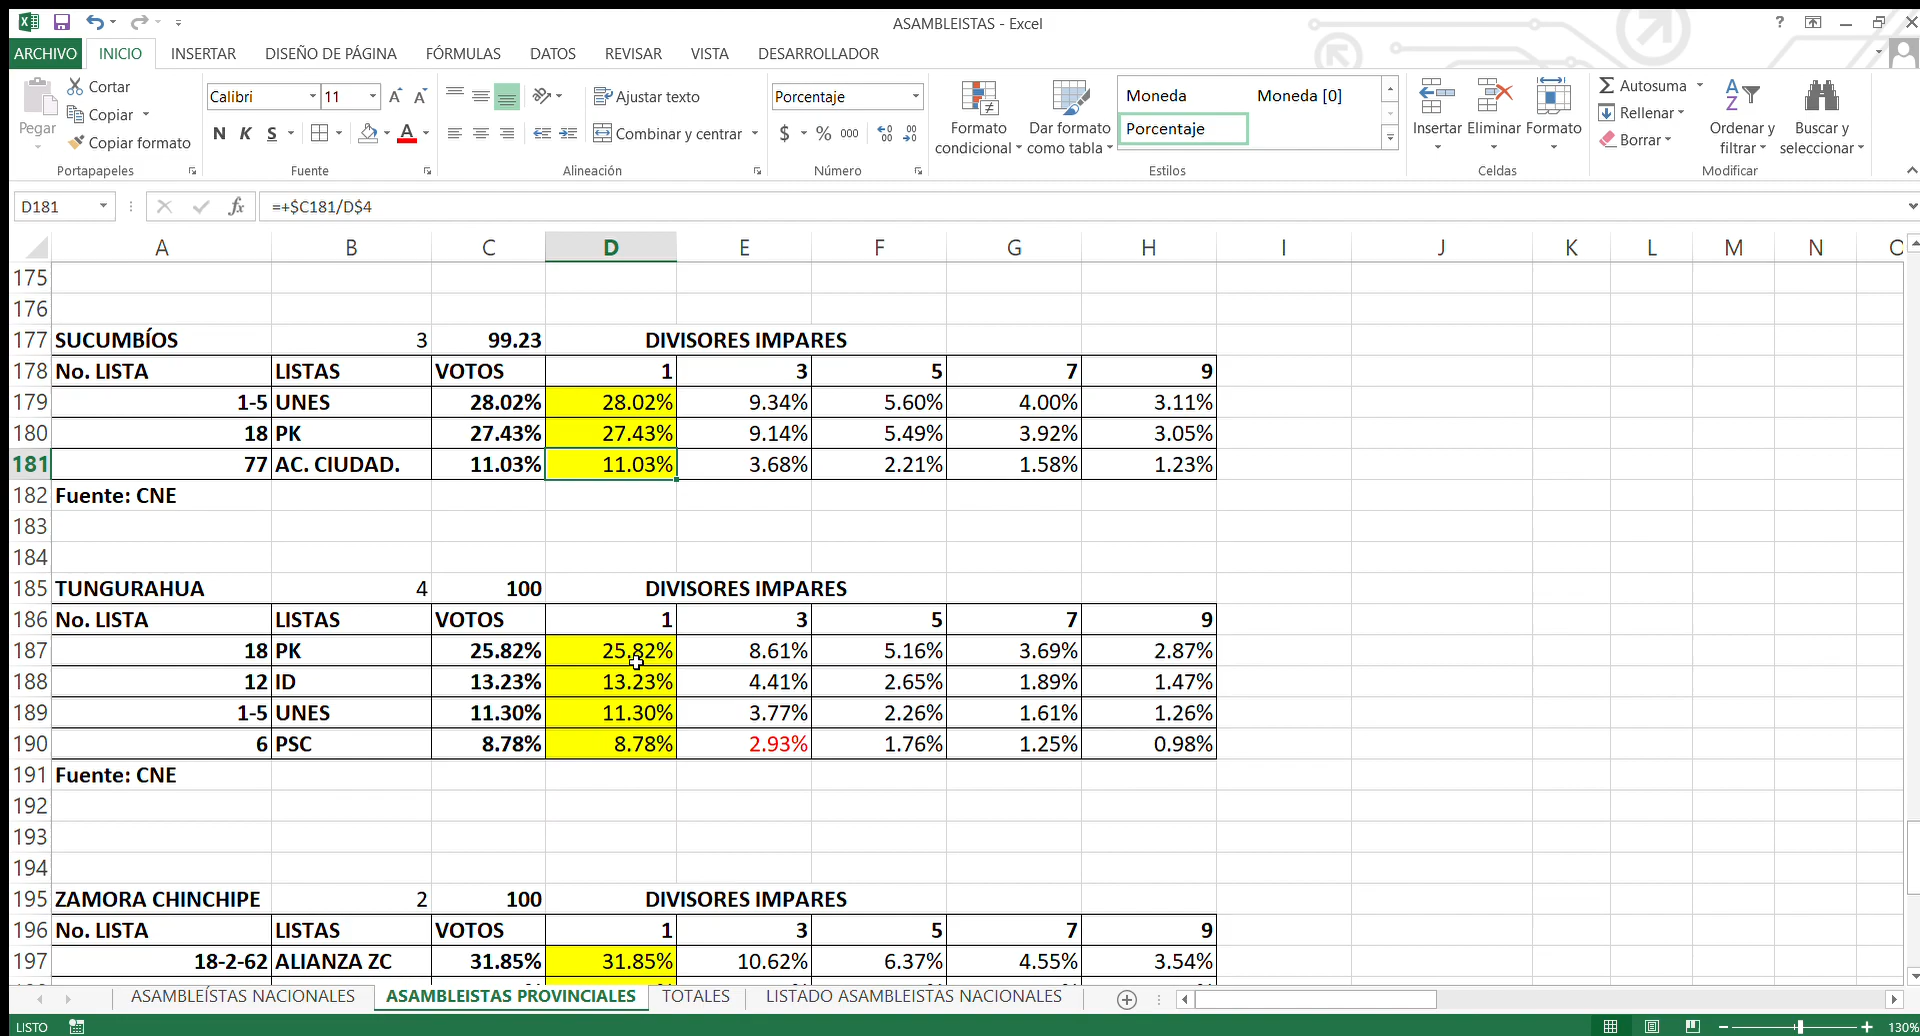 ASAMBLEISTAS - Excel
ARCHIVO INICIO INSERTAR DISEÑO DE PÁGINA FÓRMULAS DATOS REVISAR VISTA DESARROLLADOR
Pegar
Cortar
Copiar
Copiar formato
Portapapeles
Calibri 11
N K S
Fuente
Ajustar texto
Combinar y centrar
Alineación
Porcentaje
$ % 000
Número
Formato condicional
Dar formato como tabla
Moneda Moneda [0]
Porcentaje
Estilos
Insertar Eliminar Formato
Celdas
Autosuma
Rellenar
Borrar
Ordenar y filtrar
Buscar y seleccionar
Modificar
D181 fx =+$C181/D$4
A B C D E F G H I J K L M N O
175
176
177 SUCUMBÍOS 3 99.23 DIVISORES IMPARES
178 No. LISTA LISTAS VOTOS 1 3 5 7 9
179 1-5 UNES 28.02% 28.02% 9.34% 5.60% 4.00% 3.11%
180 18 PK 27.43% 27.43% 9.14% 5.49% 3.92% 3.05%
181 77 AC. CIUDAD. 11.03% 11.03% 3.68% 2.21% 1.58% 1.23%
182 Fuente: CNE
183
184
185 TUNGURAHUA 4 100 DIVISORES IMPARES
186 No. LISTA LISTAS VOTOS 1 3 5 7 9
187 18 PK 25.82% 25.82% 8.61% 5.16% 3.69% 2.87%
188 12 ID 13.23% 13.23% 4.41% 2.65% 1.89% 1.47%
189 1-5 UNES 11.30% 11.30% 3.77% 2.26% 1.61% 1.26%
190 6 PSC 8.78% 8.78% 2.93% 1.76% 1.25% 0.98%
191 Fuente: CNE
192
193
194
195 ZAMORA CHINCHIPE 2 100 DIVISORES IMPARES
196 No. LISTA LISTAS VOTOS 1 3 5 7 9
197 18-2-62 ALIANZA ZC 31.85% 31.85% 10.62% 6.37% 4.55% 3.54%
ASAMBLEÍSTAS NACIONALES ASAMBLEISTAS PROVINCIALES TOTALES LISTADO ASAMBLEISTAS NACIONALES
LISTO 130%